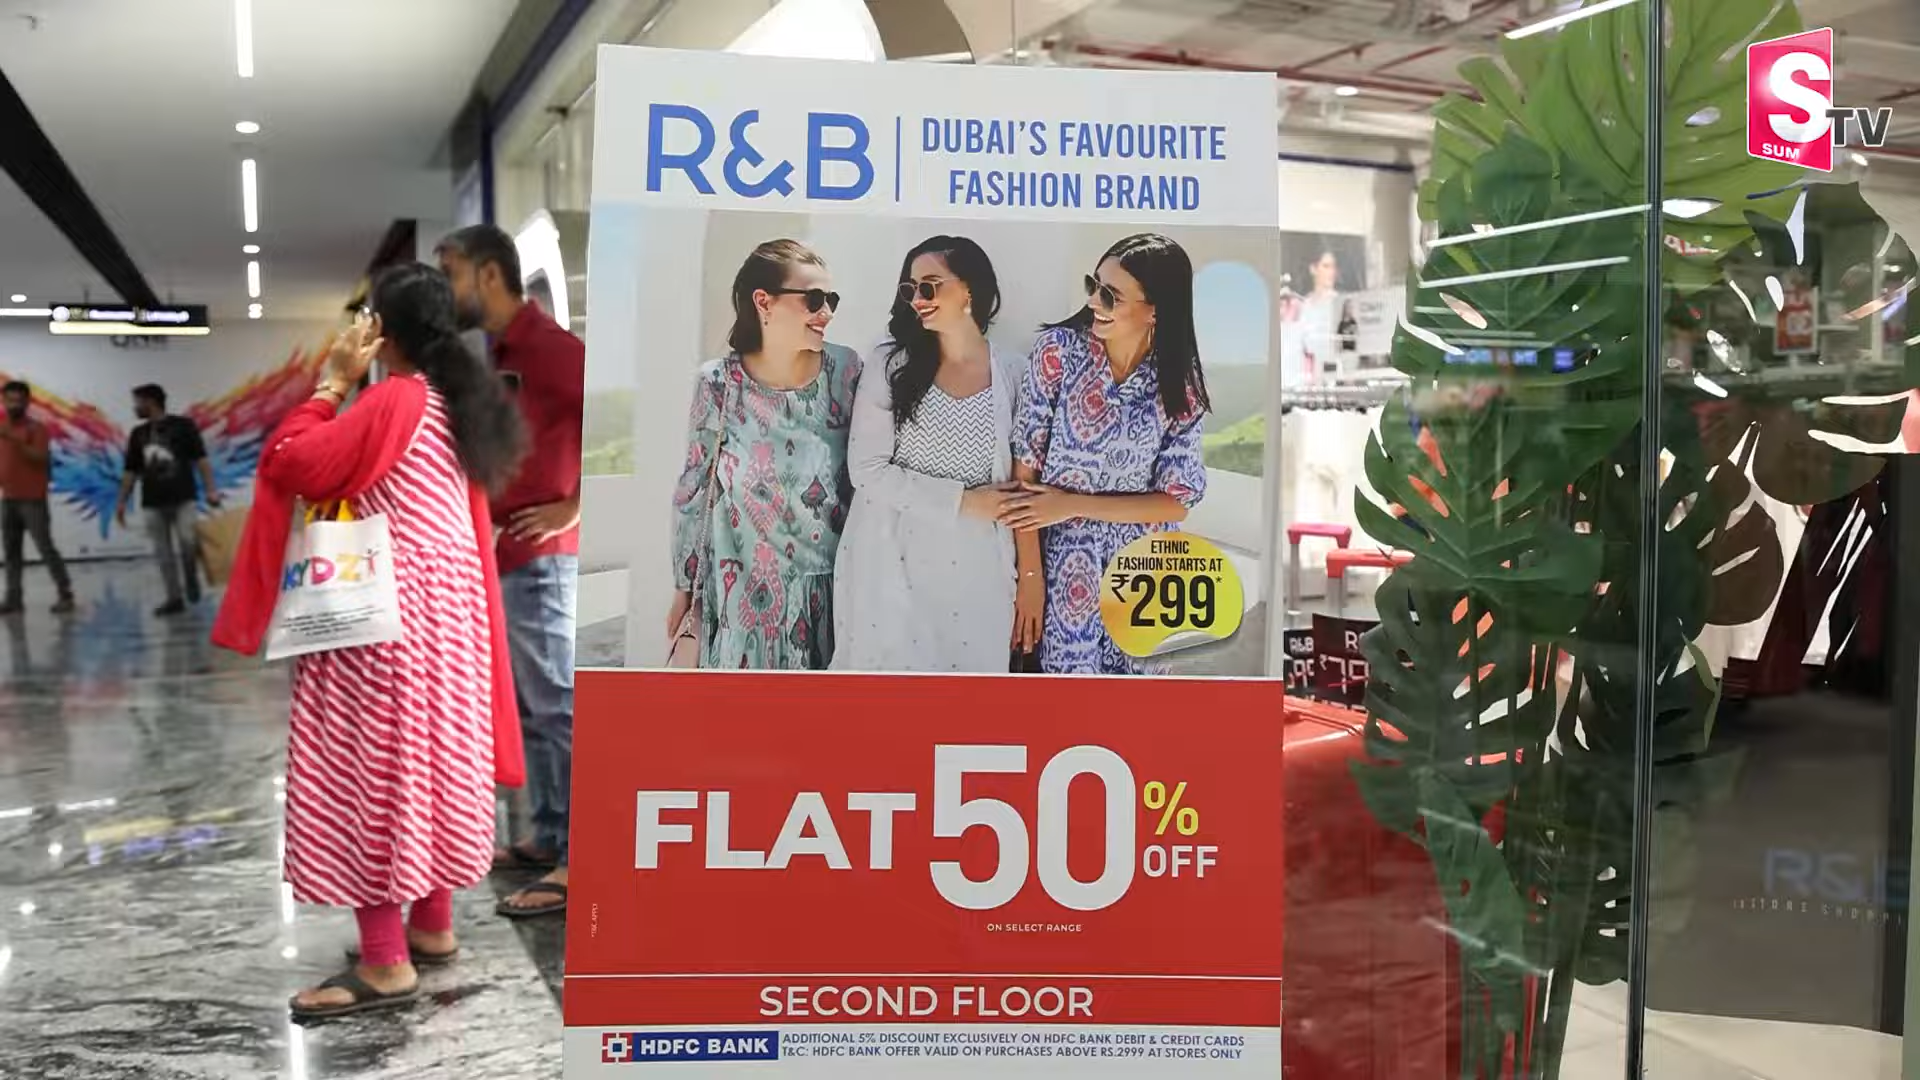 R&B
DUBAI'S FAVOURITE
FASHION BRAND
S
SUM
TV
ETHNIC
FASHION STARTS AT
₹299*
KYDZ
FLAT 50% OFF
ON SELECT RANGE
*T&C APPLY
SECOND FLOOR
HDFC BANK
ADDITIONAL 5% DISCOUNT EXCLUSIVELY ON HDFC BANK DEBIT & CREDIT CARDS
T&C: HDFC BANK OFFER VALID ON PURCHASES ABOVE RS.2999 AT STORES ONLY
R&B